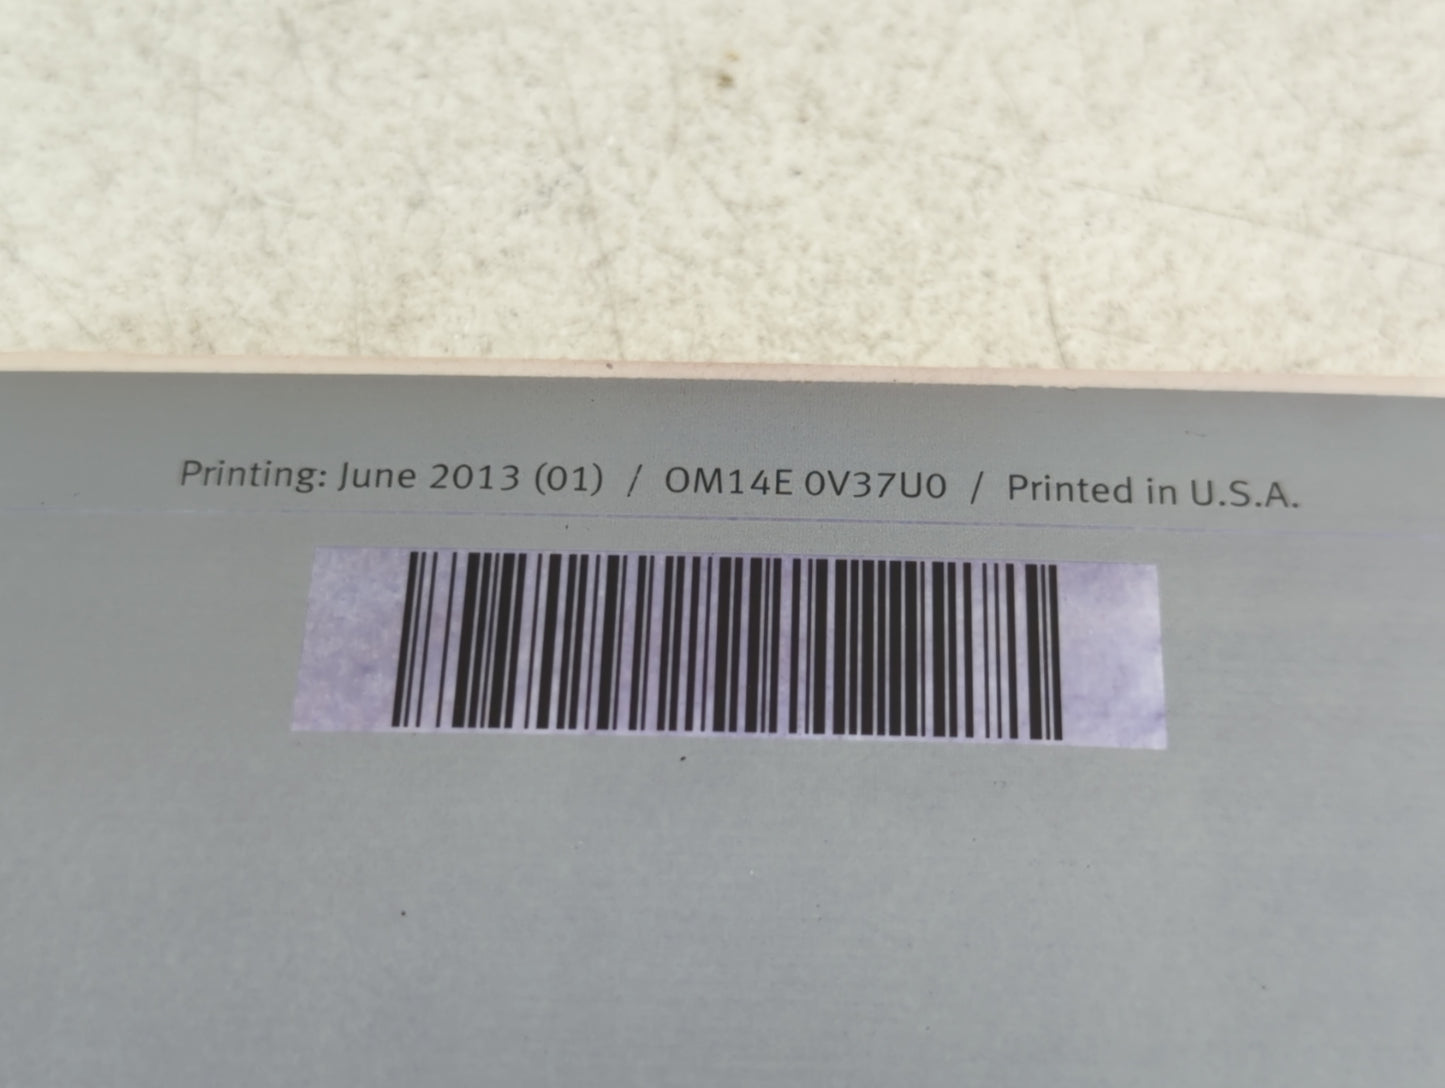 Printing: June 2013 (01) / OM14E 0V37U0 / Printed in U.S.A.